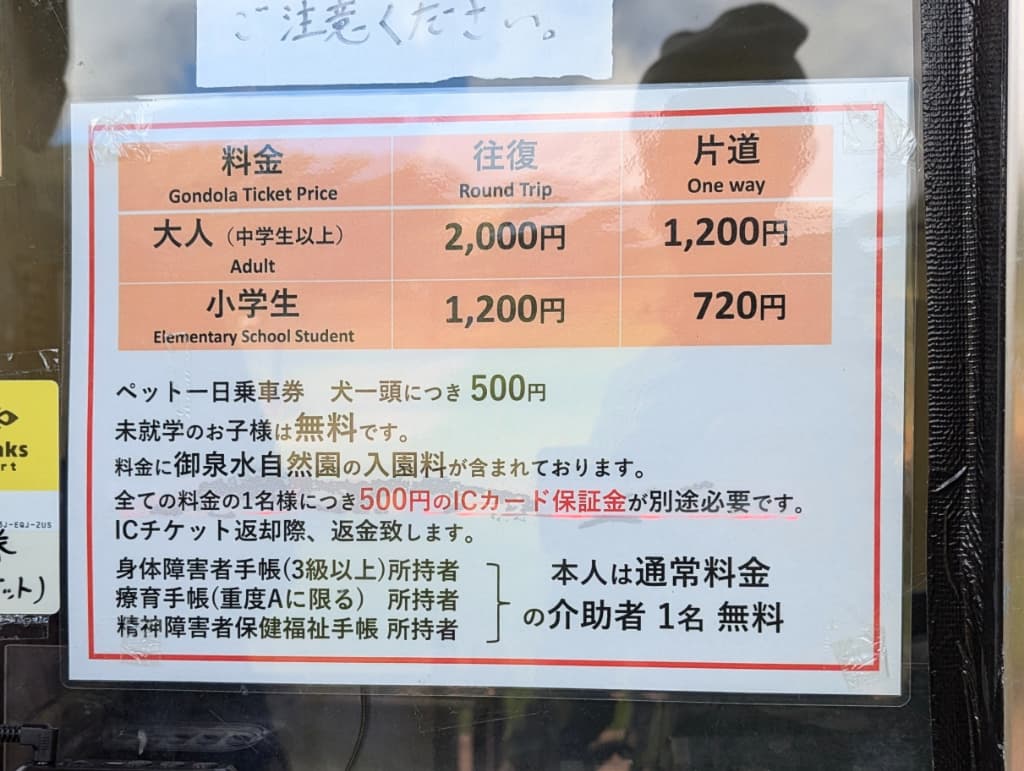 ご注意ください。
料金 往復 片道
Gondola Ticket Price Round Trip One way
大人（中学生以上） 2,000円 1,200円
Adult
小学生 1,200円 720円
Elementary School Student
ペット一日乗車券　犬一頭につき 500円
未就学のお子様は無料です。
料金に御泉水自然園の入園料が含まれております。
全ての料金の1名様につき500円のICカード保証金が別途必要です。
ICチケット返却際、返金致します。
身体障害者手帳(3級以上)所持者
療育手帳(重度Aに限る)　所持者
精神障害者保健福祉手帳 所持者
本人は通常料金
の介助者 1名 無料